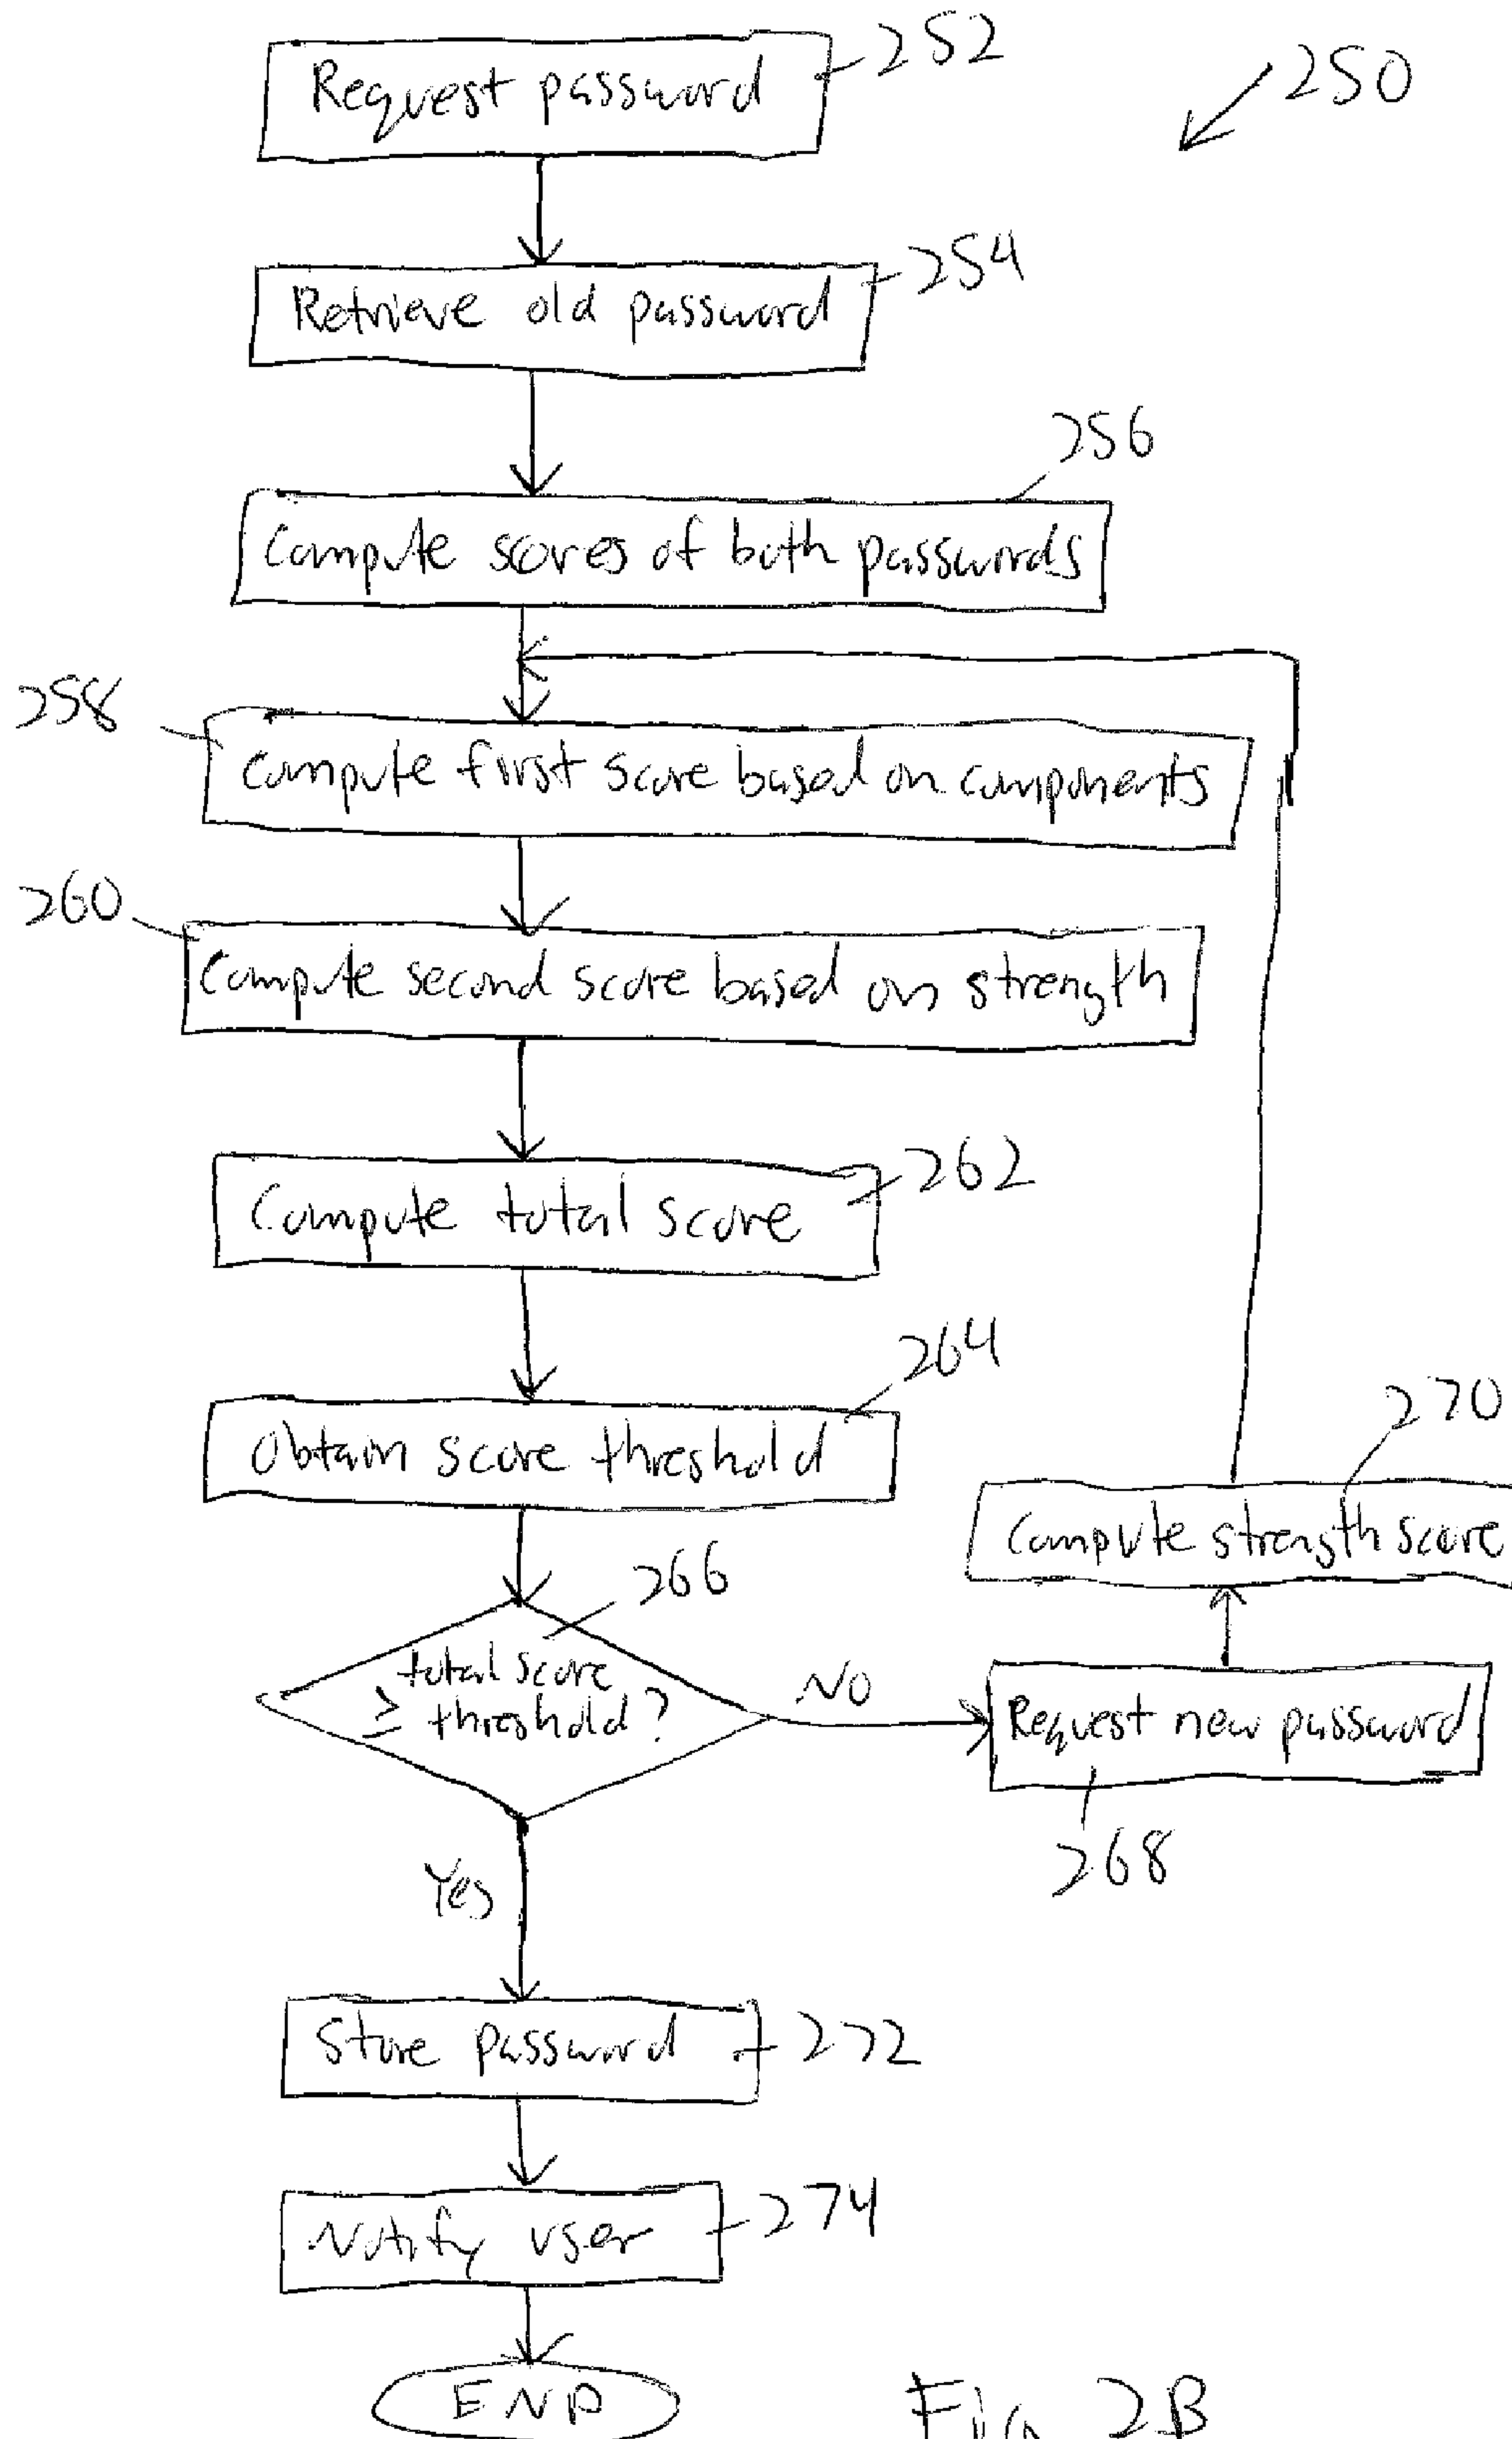 Request password
252
250
Retrieve old password
254
256
Compute scores of both passwords
258
Compute first score based on components
260
Compute second score based on strength
Compute total score
262
264
Obtain score threshold
270
Compute strength score
266
total score
≥ threshold?
NO
Request new password
268
Yes
Store password
272
Notify user
274
END
Fig 2B